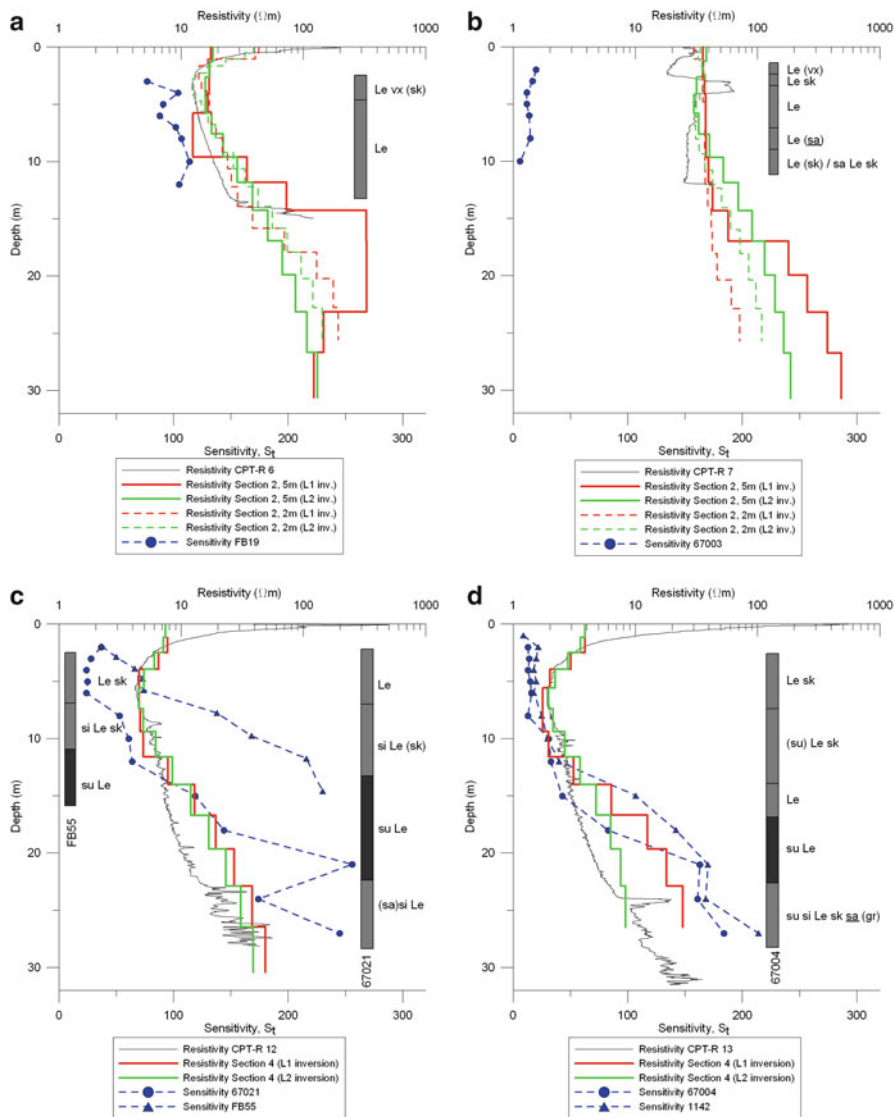 a
Resistivity (Ωm)
1 10 100 1000
Depth (m)
0
10
20
30
Le vx (sk)
Le
0 100 200 300
Sensitivity, St
Resistivity CPT-R 6
Resistivity Section 2, 5m (L1 inv.)
Resistivity Section 2, 5m (L2 inv.)
Resistivity Section 2, 2m (L1 inv.)
Resistivity Section 2, 2m (L2 inv.)
Sensitivity FB19
b
Resistivity (Ωm)
1 10 100 1000
Depth (m)
0
10
20
30
Le (vx)
Le sk
Le
Le (sa)
Le (sk) / sa Le sk
0 100 200 300
Sensitivity, St
Resistivity CPT-R 7
Resistivity Section 2, 5m (L1 inv.)
Resistivity Section 2, 5m (L2 inv.)
Resistivity Section 2, 2m (L1 inv.)
Resistivity Section 2, 2m (L2 inv.)
Sensitivity 67003
c
Resistivity (Ωm)
1 10 100 1000
Depth (m)
0
10
20
30
Le sk
si Le sk
su Le
FB55
Le
si Le (sk)
su Le
(sa)si Le
67021
0 100 200 300
Sensitivity, St
Resistivity CPT-R 12
Resistivity Section 4 (L1 inversion)
Resistivity Section 4 (L2 inversion)
Sensitivity 67021
Sensitivity FB55
d
Resistivity (Ωm)
1 10 100 1000
Depth (m)
0
10
20
30
Le sk
(su) Le sk
Le
su Le
su si Le sk sa (gr)
67004
0 100 200 300
Sensitivity, St
Resistivity CPT-R 13
Resistivity Section 4 (L1 inversion)
Resistivity Section 4 (L2 inversion)
Sensitivity 67004
Sensitivity 1142